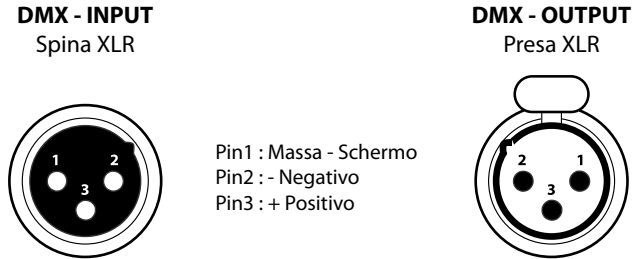 DMX - INPUT
Spina XLR
DMX - OUTPUT
Presa XLR
1 2
3
Pin1 : Massa - Schermo
Pin2 : - Negativo
Pin3 : + Positivo
2 1
3